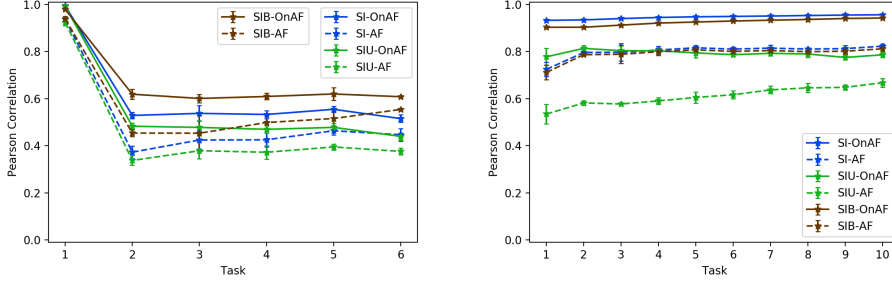 Pearson Correlation
1.0
0.8
0.6
0.4
0.2
0.0
1 2 3 4 5 6
Task
SIB-OnAF
SIB-AF
SI-OnAF
SI-AF
SIU-OnAF
SIU-AF
Pearson Correlation
1.0
0.8
0.6
0.4
0.2
0.0
1 2 3 4 5 6 7 8 9 10
Task
SI-OnAF
SI-AF
SIU-OnAF
SIU-AF
SIB-OnAF
SIB-AF